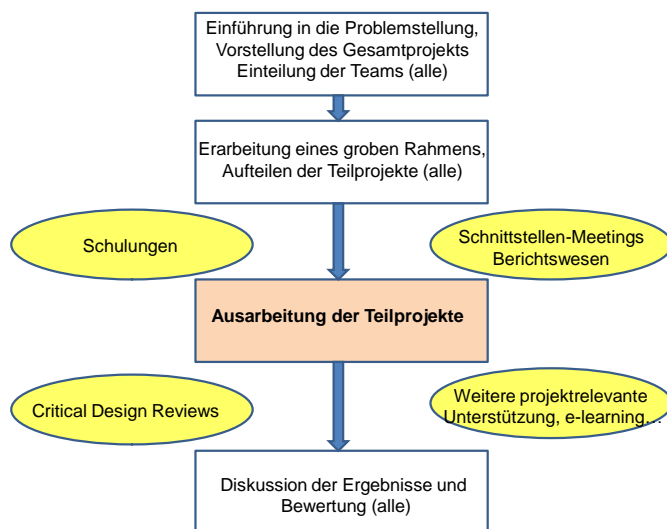 Einführung in die Problemstellung,
Vorstellung des Gesamtprojekts
Einteilung der Teams (alle)
Erarbeitung eines groben Rahmens,
Aufteilen der Teilprojekte (alle)
Schulungen
Schnittstellen-Meetings
Berichtswesen
Ausarbeitung der Teilprojekte
Critical Design Reviews
Weitere projektrelevante
Unterstützung, e-learning…
Diskussion der Ergebnisse und
Bewertung (alle)